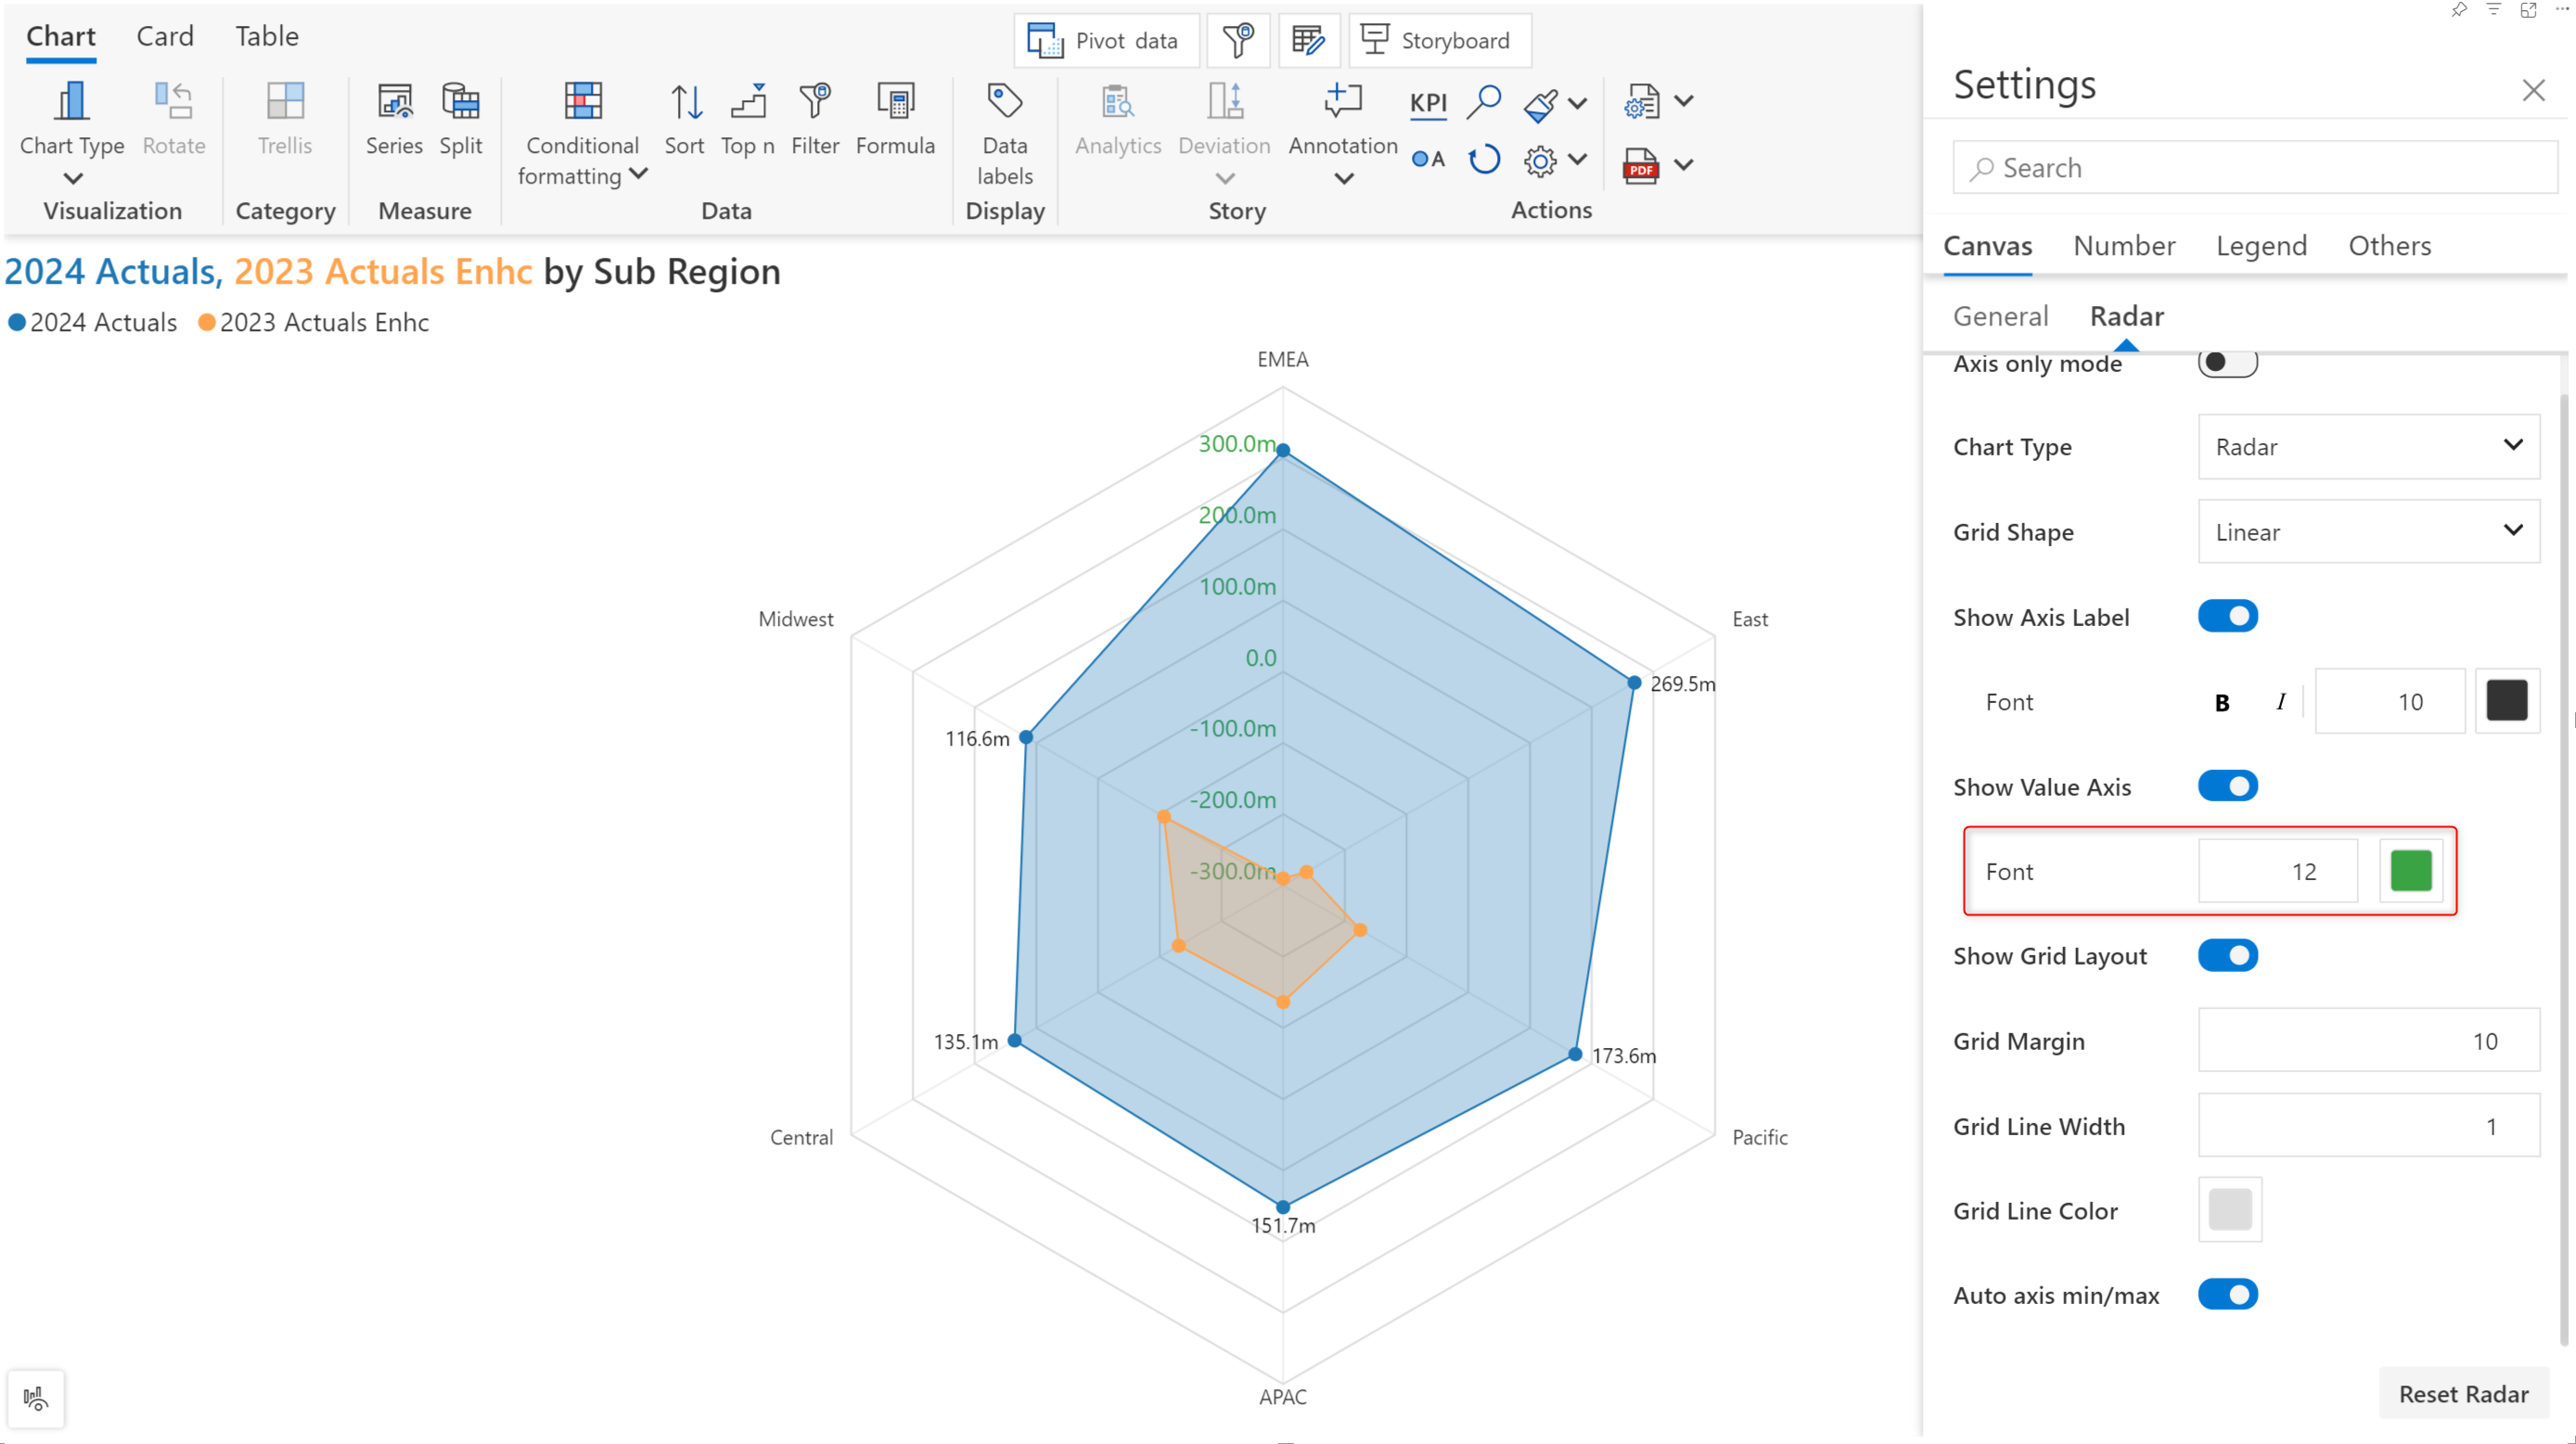 Chart Card Table
Pivot data Storyboard
Chart Type Rotate Trellis Series Split Conditional formatting Sort Top n Filter Formula Data labels Analytics Deviation Annotation KPI A PDF
Visualization Category Measure Data Display Story Actions
2024 Actuals, 2023 Actuals Enhc by Sub Region
2024 Actuals 2023 Actuals Enhc
EMEA
300.0m
200.0m
100.0m
Midwest
East
0.0
269.5m
-100.0m
116.6m
-200.0m
-300.0m
135.1m
173.6m
Central
Pacific
151.7m
APAC
Settings
Search
Canvas Number Legend Others
General Radar
Axis only mode
Chart Type Radar
Grid Shape Linear
Show Axis Label
Font B I 10
Show Value Axis
Font 12
Show Grid Layout
Grid Margin 10
Grid Line Width 1
Grid Line Color
Auto axis min/max
Reset Radar